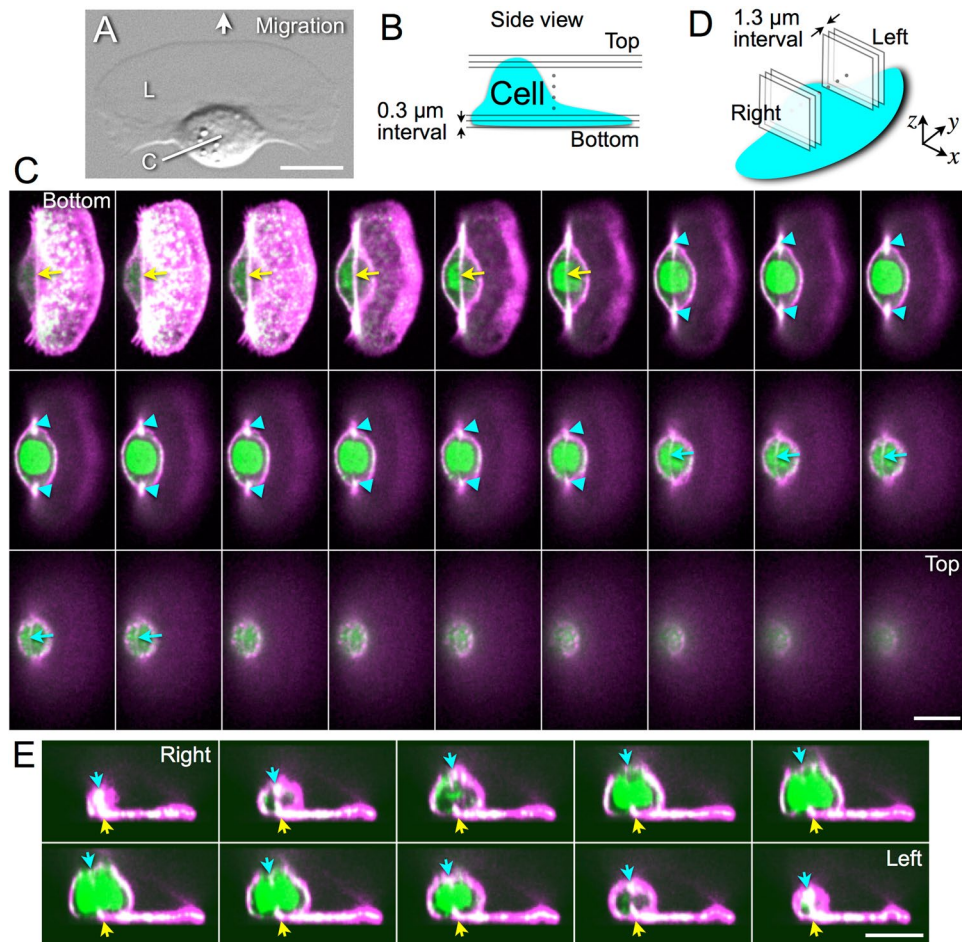 A
Migration
L
C
B
Side view
Top
Cell
0.3 μm
interval
Bottom
D
1.3 μm
interval
Left
Right
z
y
x
C
Bottom
Top
E
Right
Left